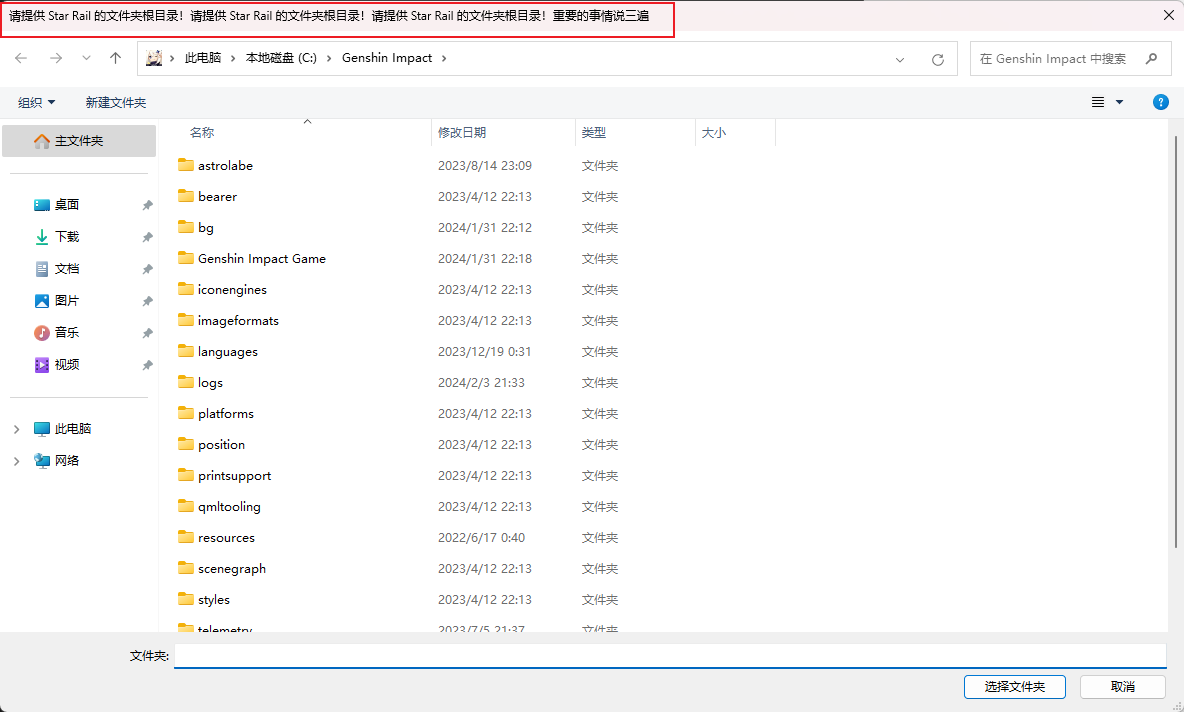 请提供 Star Rail 的文件夹根目录！请提供 Star Rail 的文件夹根目录！请提供 Star Rail 的文件夹根目录！重要的事情说三遍
此电脑 本地磁盘 (C:) Genshin Impact 在 Genshin Impact 中搜索
组织 新建文件夹
主文件夹 名称 修改日期 类型 大小
astrolabe 2023/8/14 23:09 文件夹
bearer 2023/4/12 22:13 文件夹
桌面 bg 2024/1/31 22:12 文件夹
下载 Genshin Impact Game 2024/1/31 22:18 文件夹
文档 iconengines 2023/4/12 22:13 文件夹
图片 imageformats 2023/4/12 22:13 文件夹
音乐 languages 2023/12/19 0:31 文件夹
视频 logs 2024/2/3 21:33 文件夹
platforms 2023/4/12 22:13 文件夹
此电脑 position 2023/4/12 22:13 文件夹
网络 printsupport 2023/4/12 22:13 文件夹
qmltooling 2023/4/12 22:13 文件夹
resources 2022/6/17 0:40 文件夹
scenegraph 2023/4/12 22:13 文件夹
styles 2023/4/12 22:13 文件夹
telemetry 2023/7/5 21:37 文件夹
文件夹:
选择文件夹 取消